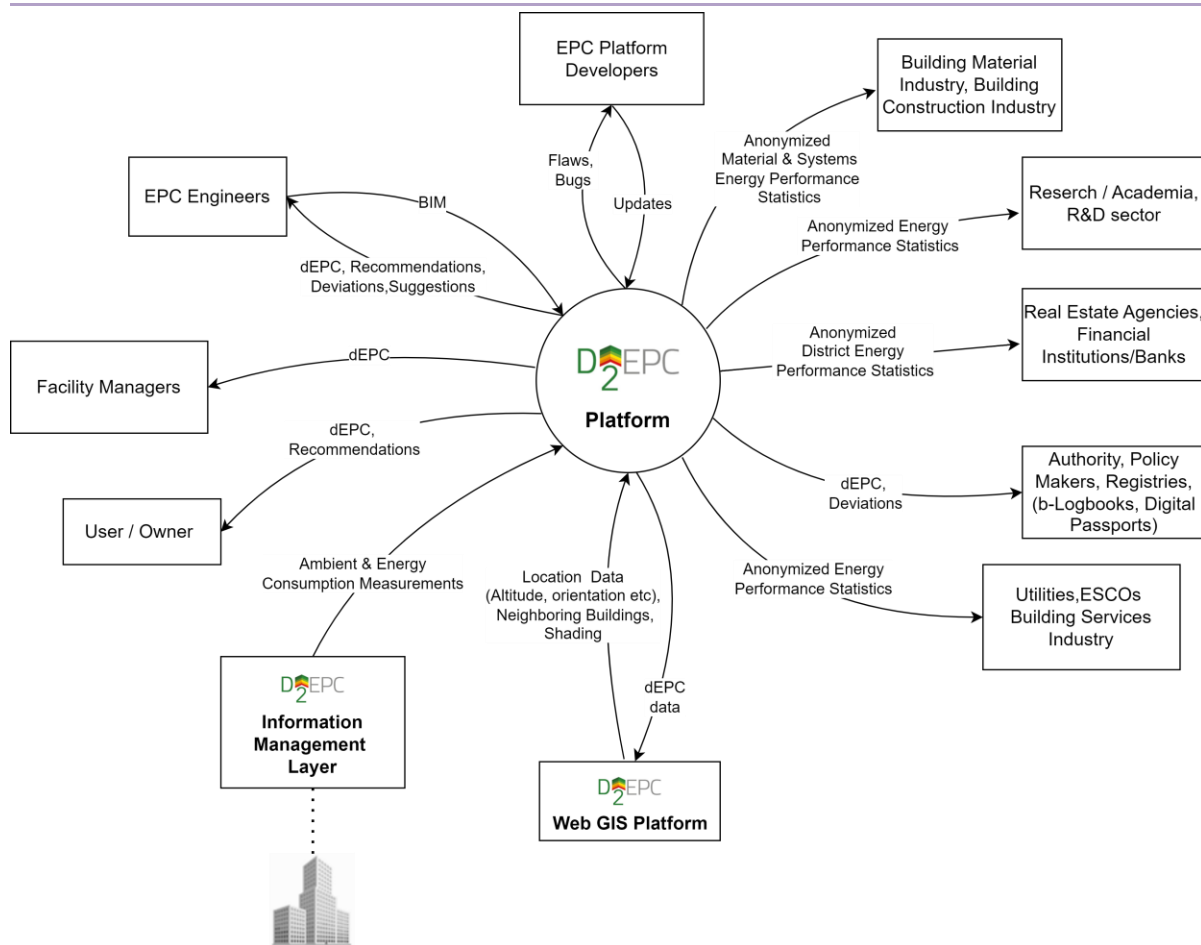 EPC Platform
Developers
Building Material
Industry, Building
Construction Industry
Anonymized
Material & Systems
Energy Performance
Statistics
Flaws,
Bugs
Updates
EPC Engineers
BIM
dEPC, Recommendations,
Deviations,Suggestions
Reserch / Academia,
R&D sector
Anonymized Energy
Performance Statistics
Real Estate Agencies,
Financial
Institutions/Banks
Anonymized
District Energy
Performance Statistics
D2EPC
Platform
Facility Managers
dEPC
dEPC,
Recommendations
User / Owner
Authority, Policy
Makers, Registries,
(b-Logbooks, Digital
Passports)
dEPC,
Deviations
Ambient & Energy
Consumption Measurements
Location Data
(Altitude, orientation etc),
Neighboring Buildings,
Shading
Anonymized Energy
Performance Statistics
Utilities,ESCOs
Building Services
Industry
D2EPC
Information
Management
Layer
dEPC
data
D2EPC
Web GIS Platform